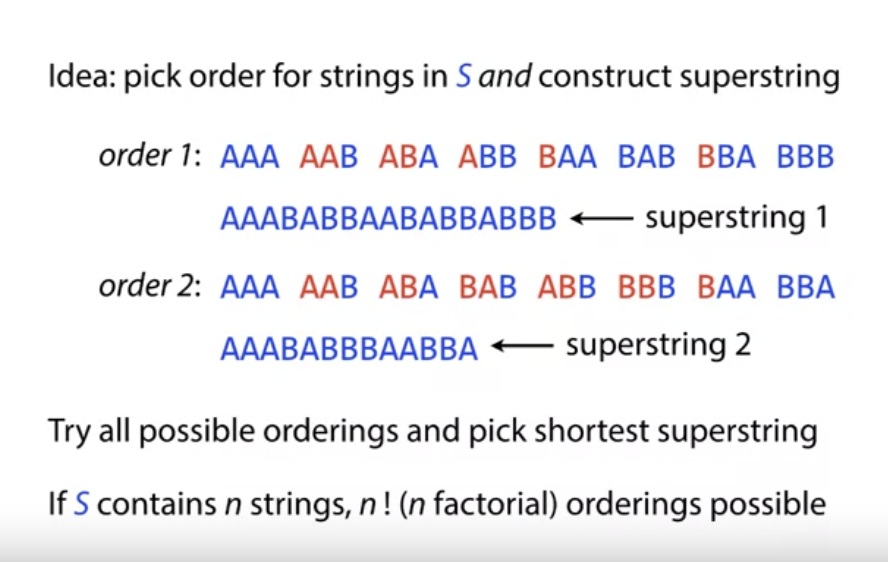 Idea: pick order for strings in S and construct superstring
order 1: AAA AAB ABA ABB BAA BAB BBA BBB
AAABABBAABABBABBB ← superstring 1
order 2: AAA AAB ABA BAB ABB BBB BAA BBA
AAABABBBAABBA ← superstring 2
Try all possible orderings and pick shortest superstring
If S contains n strings, n! (n factorial) orderings possible